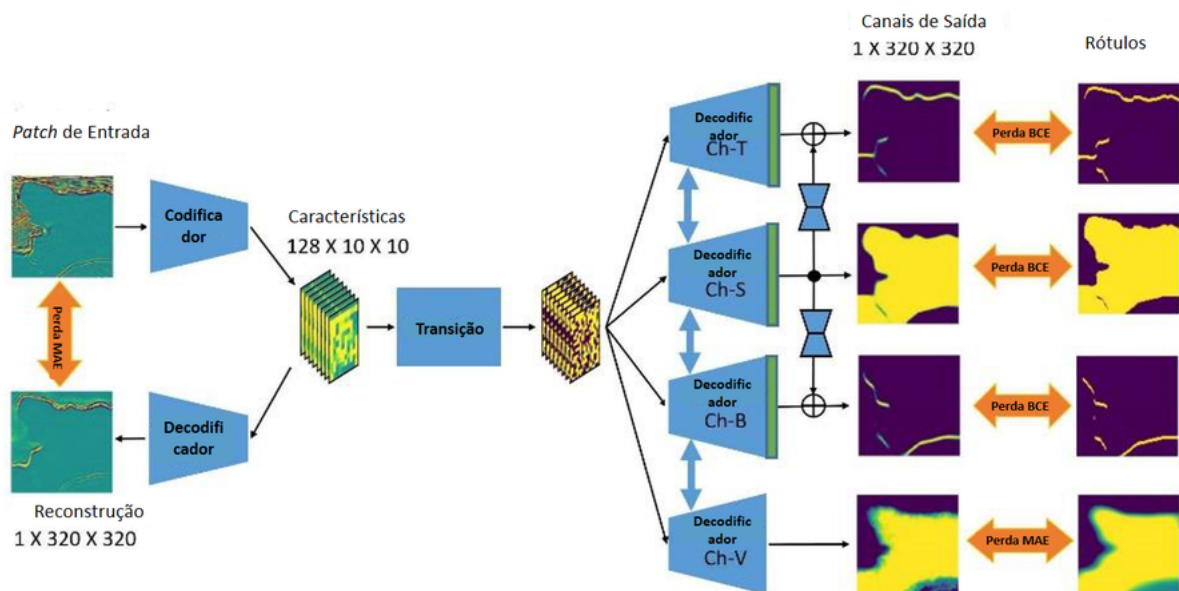 Canais de Saída
1 X 320 X 320
Rótulos
Patch de Entrada
Codifica
dor
Características
128 X 10 X 10
Perda MAE
Transição
Decodifi
cador
Reconstrução
1 X 320 X 320
Decodific
ador
Ch-T
Perda BCE
Decodific
ador
Ch-S
Perda BCE
Decodific
ador
Ch-B
Perda BCE
Decodific
ador
Ch-V
Perda MAE